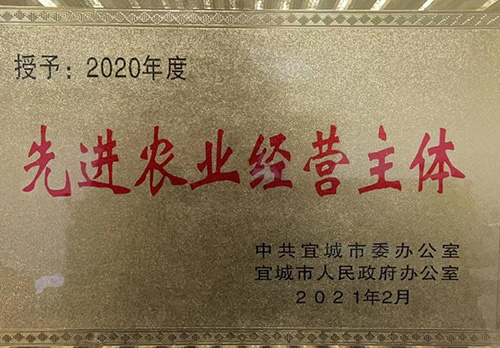 授予：2020年度
先进农业经营主体
中共宜城市委办公室
宜城市人民政府办公室
2021年2月